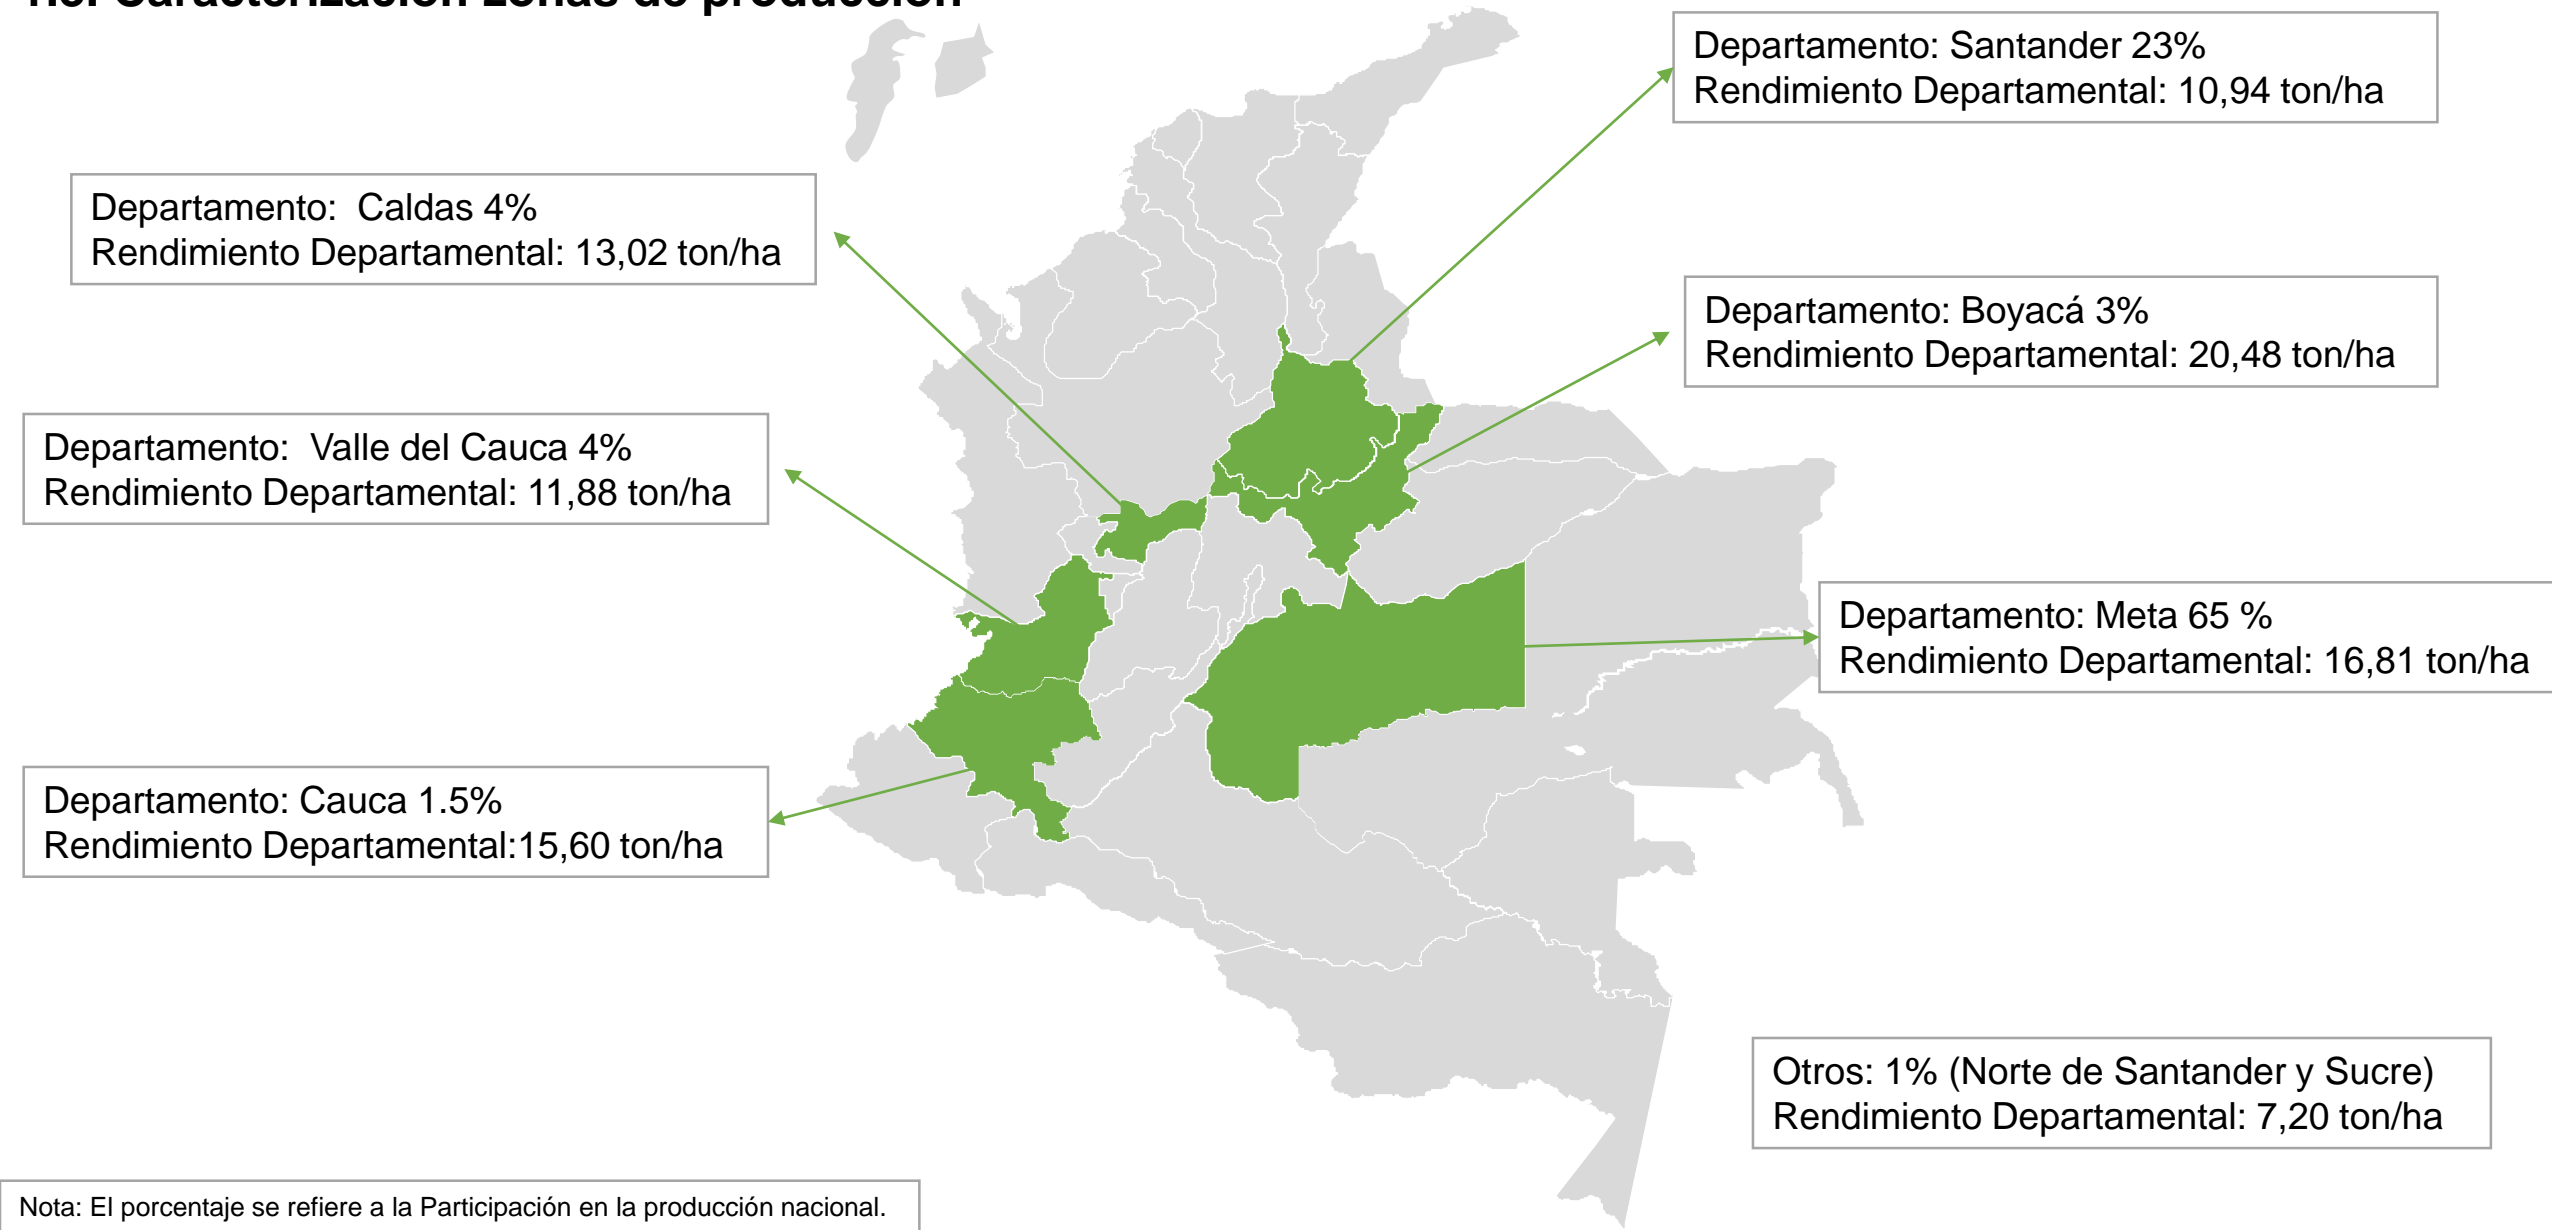 Departamento: Santander 23%
Rendimiento Departamental: 10,94 ton/ha
Departamento:  Caldas 4%
Rendimiento Departamental: 13,02 ton/ha
Departamento: Boyacá 3%
Rendimiento Departamental: 20,48 ton/ha
Departamento:  Valle del Cauca 4%
Rendimiento Departamental: 11,88 ton/ha
Departamento: Meta 65 %
Rendimiento Departamental: 16,81 ton/ha
Departamento: Cauca 1.5%
Rendimiento Departamental:15,60 ton/ha
Otros: 1% (Norte de Santander y Sucre)
Rendimiento Departamental: 7,20 ton/ha
Nota: El porcentaje se refiere a la Participación en la producción nacional.